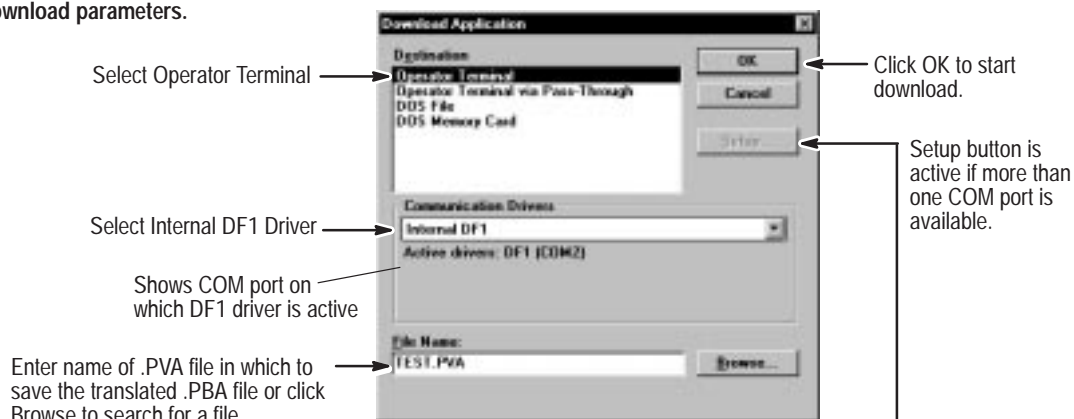 ownload parameters.
Download Application
Destination
Select Operator Terminal
Operator Terminal
Operator Terminal via Pass-Through
DOS File
DOS Memory Card
OK
Cancel
Setup...
Click OK to start
download.
Setup button is
active if more than
one COM port is
available.
Communication Drivers
Select Internal DF1 Driver
Internal DF1
Active drivers: DF1 (COM2)
Shows COM port on
which DF1 driver is active
File Name:
TEST.PVA
Browse...
Enter name of .PVA file in which to
save the translated .PBA file or click
Browse to search for a file